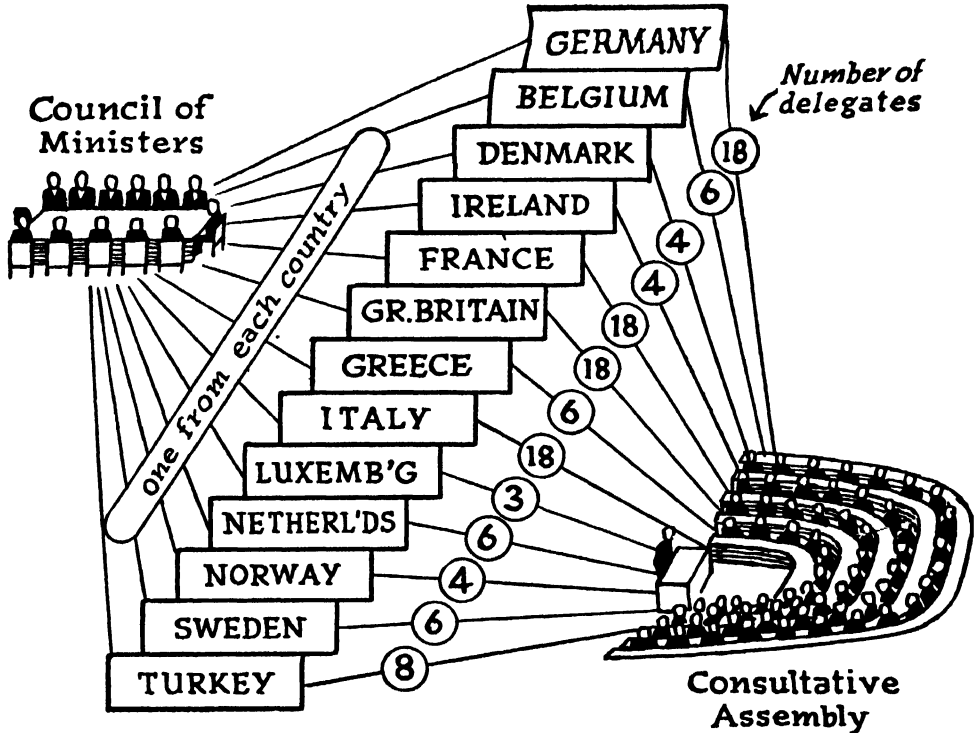 Council of
Ministers
one from each country
GERMANY
BELGIUM
DENMARK
IRELAND
FRANCE
GR.BRITAIN
GREECE
ITALY
LUXEMB'G
NETHERL'DS
NORWAY
SWEDEN
TURKEY
Number of
delegates
18
6
4
4
18
18
6
18
3
6
4
6
8
Consultative
Assembly